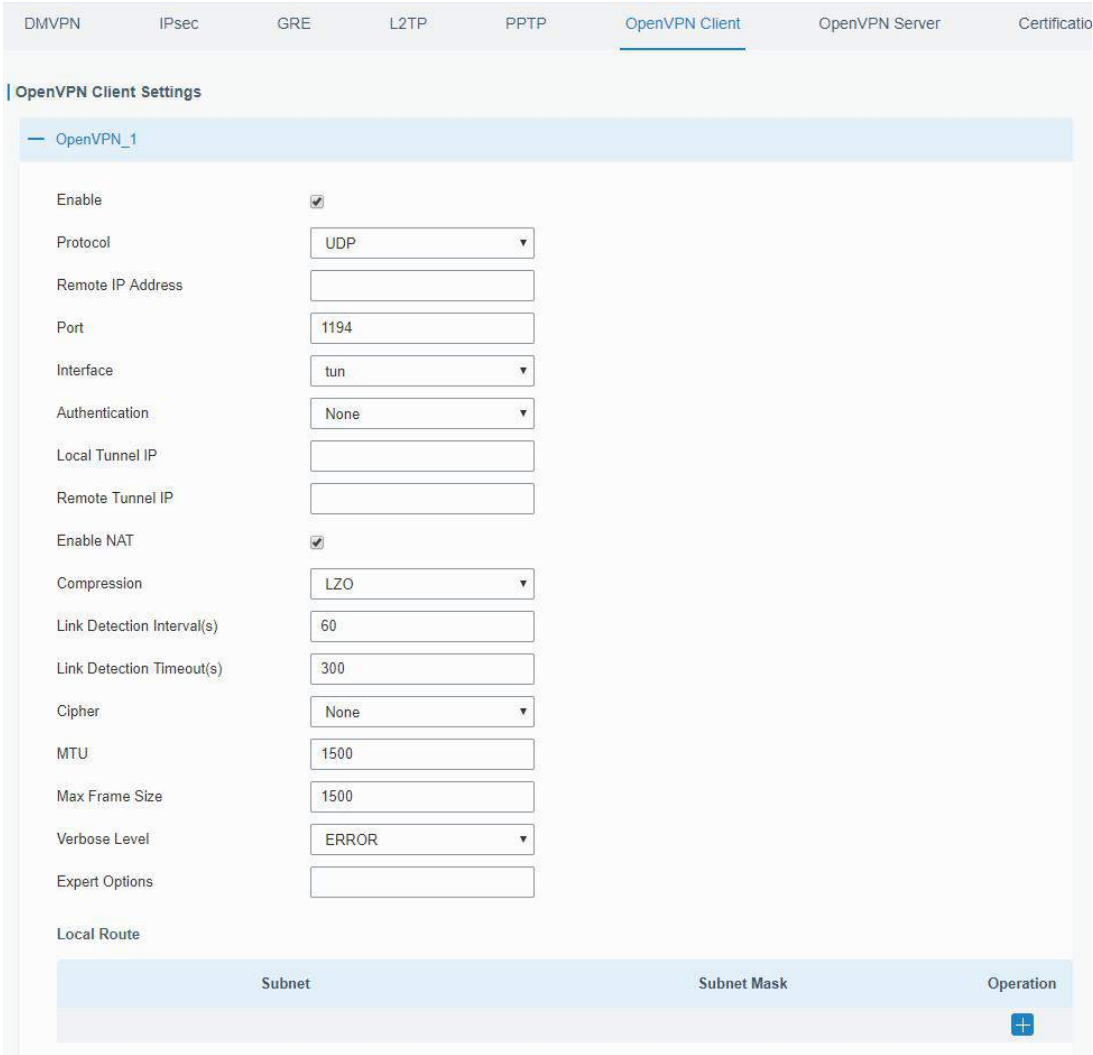 DMVPN IPsec GRE L2TP PPTP OpenVPN Client OpenVPN Server Certificatio
OpenVPN Client Settings
OpenVPN_1
Enable
Protocol UDP
Remote IP Address
Port 1194
Interface tun
Authentication None
Local Tunnel IP
Remote Tunnel IP
Enable NAT
Compression LZO
Link Detection Interval(s) 60
Link Detection Timeout(s) 300
Cipher None
MTU 1500
Max Frame Size 1500
Verbose Level ERROR
Expert Options
Local Route
Subnet Subnet Mask Operation